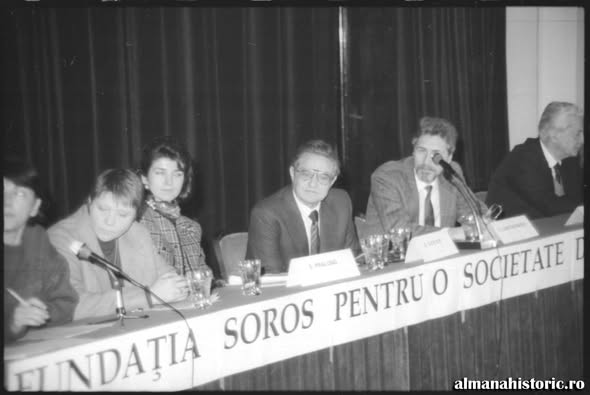 FUNDAȚIA SOROS PENTRU O SOCIETATE D
almanahistoric.ro